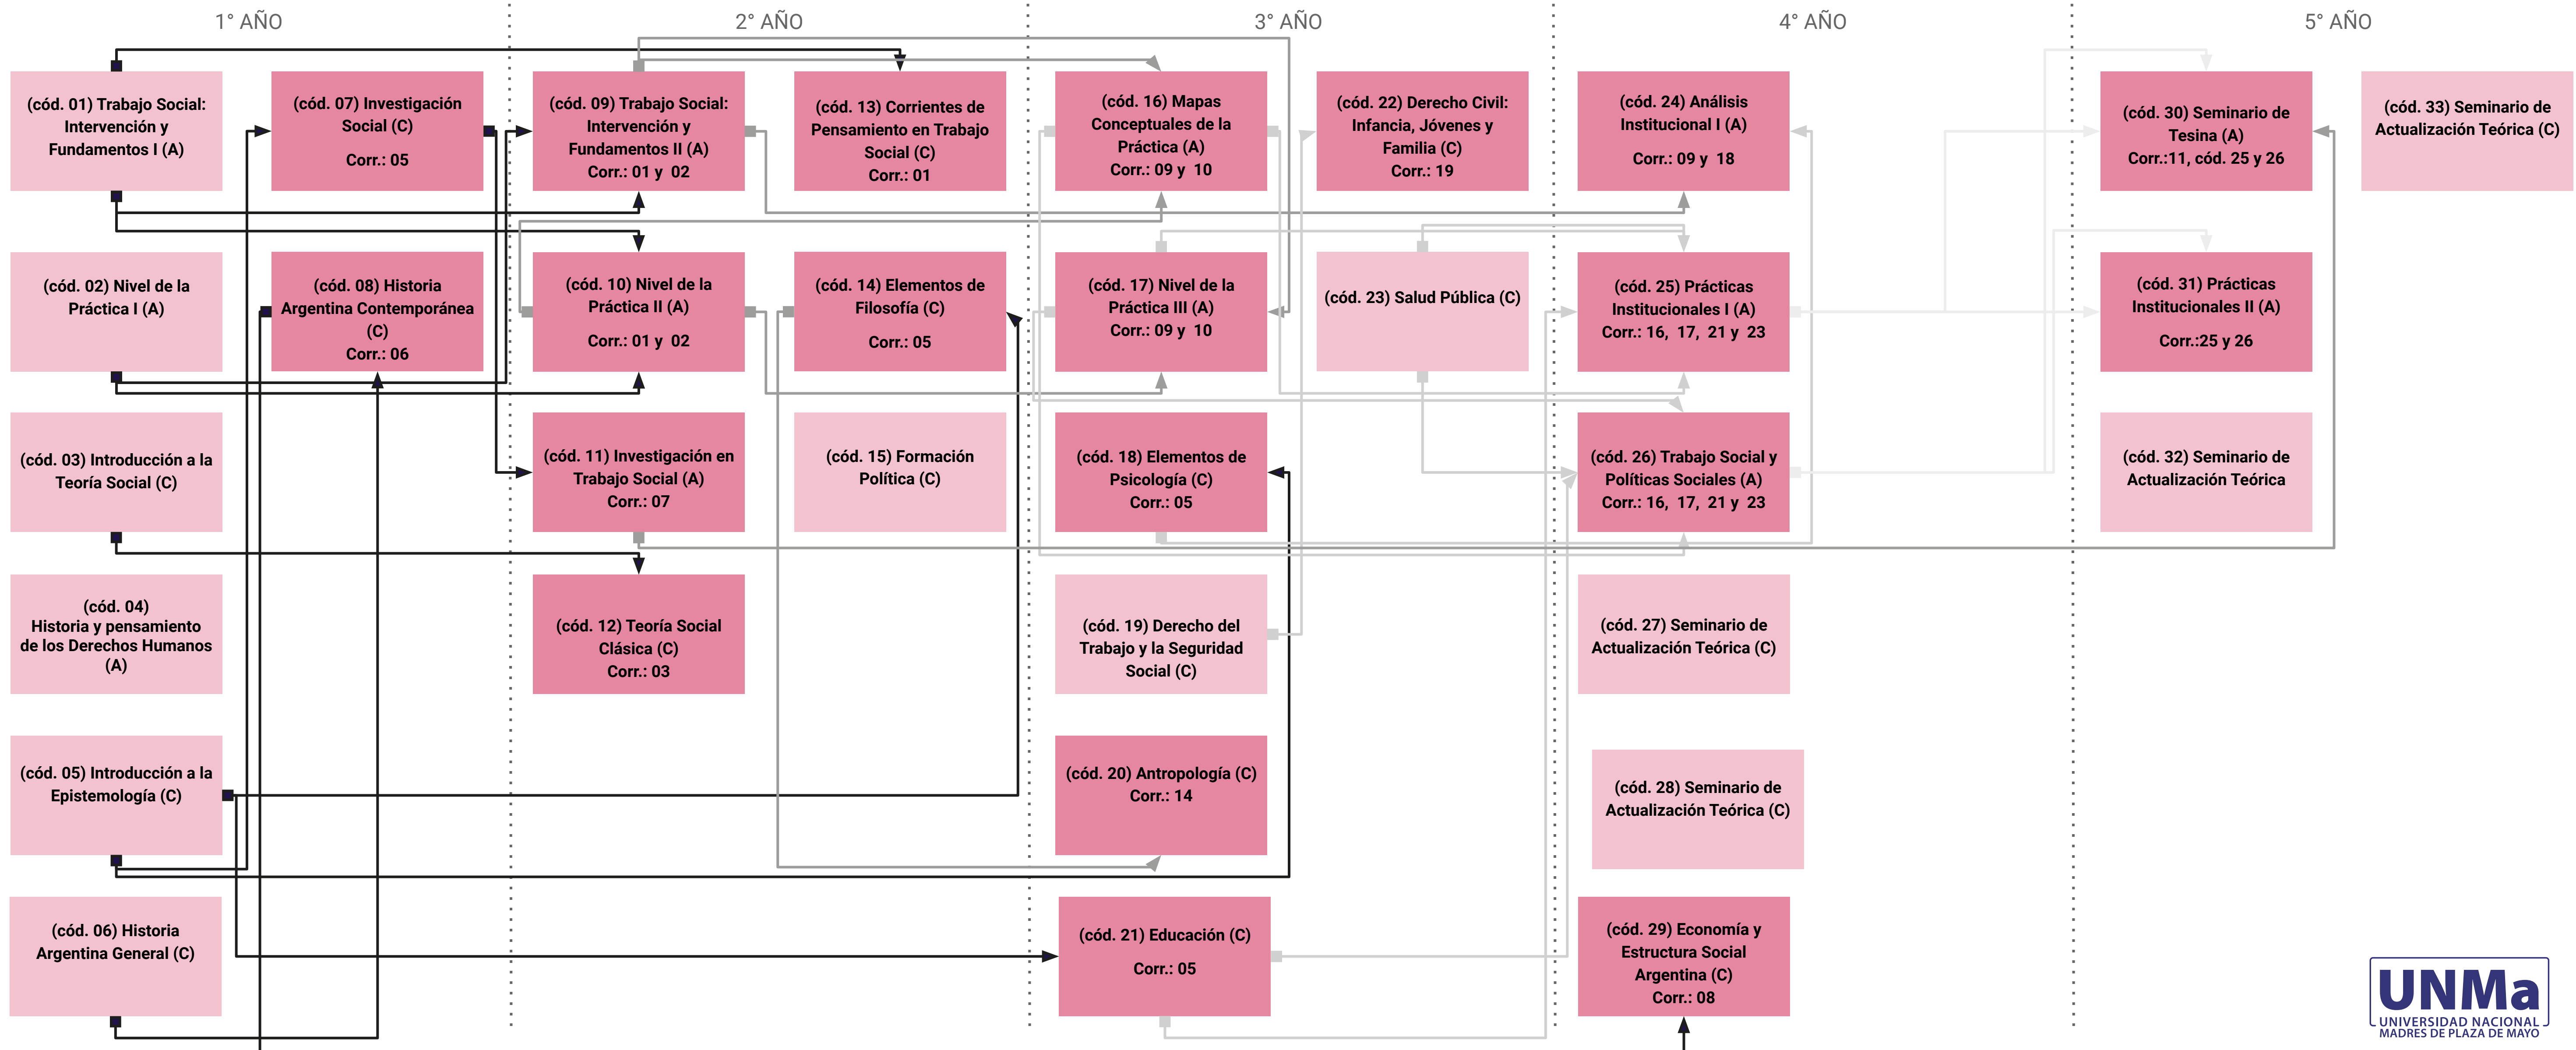 1° AÑO
2° AÑO
3° AÑO
4° AÑO
5° AÑO
(cód. 01) Trabajo Social:
Intervención y
Fundamentos I (A)
(cód. 07) Investigación
Social (C)
Corr.: 05
(cód. 09) Trabajo Social:
Intervención y
Fundamentos II (A)
Corr.: 01 y 02
(cód. 13) Corrientes de
Pensamiento en Trabajo
Social (C)
Corr.: 01
(cód. 16) Mapas
Conceptuales de la
Práctica (A)
Corr.: 09 y 10
(cód. 22) Derecho Civil:
Infancia, Jóvenes y
Familia (C)
Corr.: 19
(cód. 24) Análisis
Institucional I (A)
Corr.: 09 y 18
(cód. 30) Seminario de
Tesina (A)
Corr.:11, cód. 25 y 26
(cód. 33) Seminario de
Actualización Teórica (C)
(cód. 02) Nivel de la
Práctica I (A)
(cód. 08) Historia
Argentina Contemporánea
(C)
Corr.: 06
(cód. 10) Nivel de la
Práctica II (A)
Corr.: 01 y 02
(cód. 14) Elementos de
Filosofía (C)
Corr.: 05
(cód. 17) Nivel de la
Práctica III (A)
Corr.: 09 y 10
(cód. 23) Salud Pública (C)
(cód. 25) Prácticas
Institucionales I (A)
Corr.: 16, 17, 21 y 23
(cód. 31) Prácticas
Institucionales II (A)
Corr.:25 y 26
(cód. 03) Introducción a la
Teoría Social (C)
(cód. 11) Investigación en
Trabajo Social (A)
Corr.: 07
(cód. 15) Formación
Política (C)
(cód. 18) Elementos de
Psicología (C)
Corr.: 05
(cód. 26) Trabajo Social y
Políticas Sociales (A)
Corr.: 16, 17, 21 y 23
(cód. 32) Seminario de
Actualización Teórica
(cód. 04)
Historia y pensamiento
de los Derechos Humanos
(A)
(cód. 12) Teoría Social
Clásica (C)
Corr.: 03
(cód. 19) Derecho del
Trabajo y la Seguridad
Social (C)
(cód. 27) Seminario de
Actualización Teórica (C)
(cód. 05) Introducción a la
Epistemología (C)
(cód. 20) Antropología (C)
Corr.: 14
(cód. 28) Seminario de
Actualización Teórica (C)
(cód. 06) Historia
Argentina General (C)
(cód. 21) Educación (C)
Corr.: 05
(cód. 29) Economía y
Estructura Social
Argentina (C)
Corr.: 08
UNMa
UNIVERSIDAD NACIONAL
MADRES DE PLAZA DE MAYO